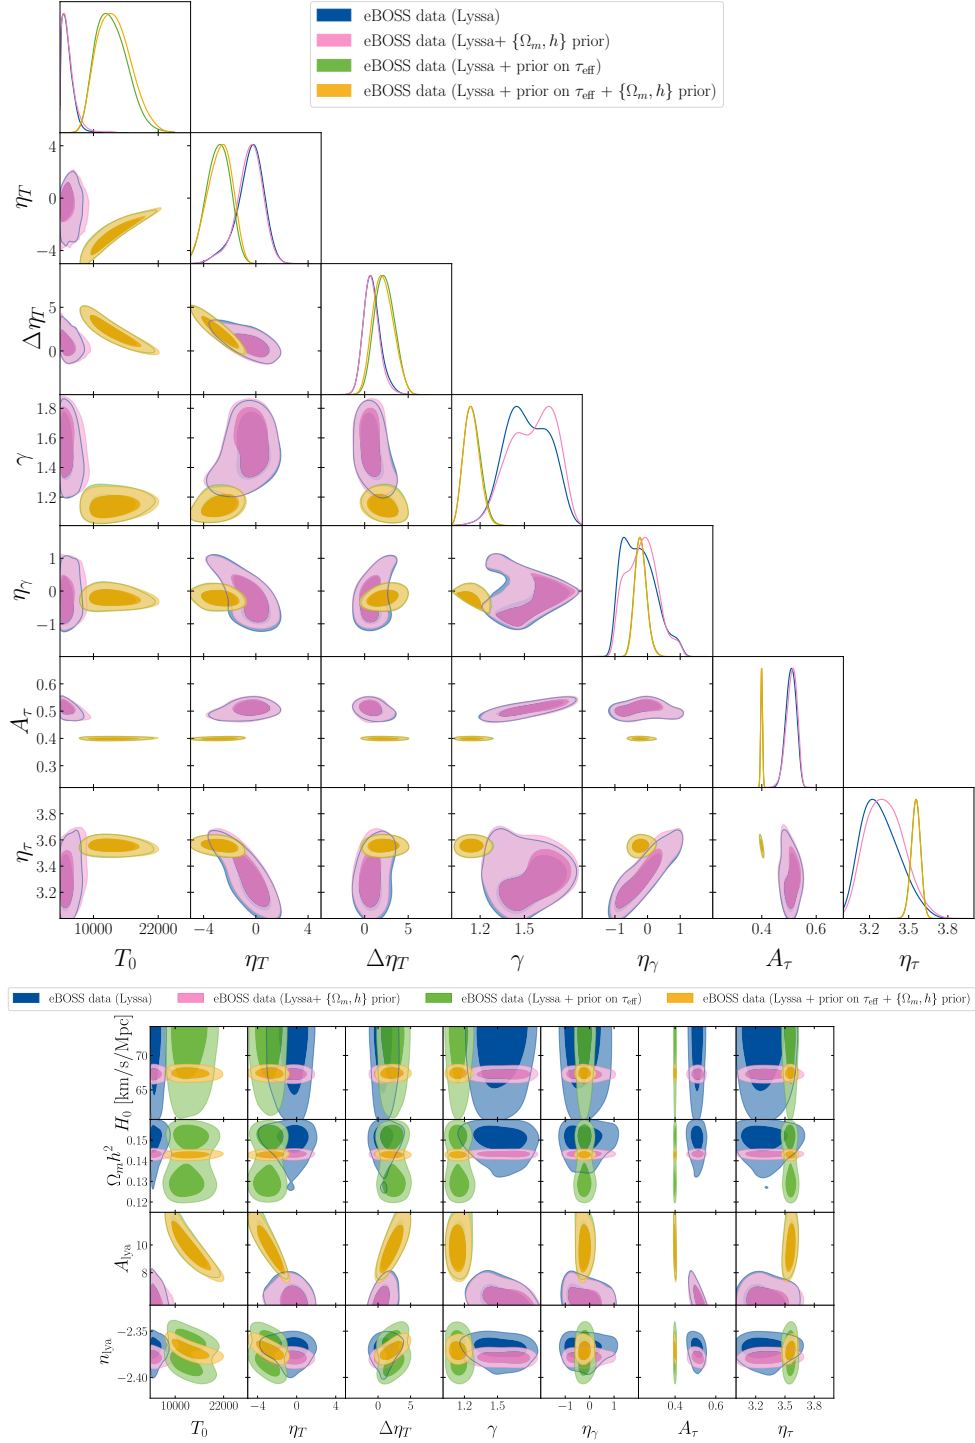 eBOSS data (Lyssa)
eBOSS data (Lyssa+ {Ωm, h} prior)
eBOSS data (Lyssa + prior on τeff)
eBOSS data (Lyssa + prior on τeff + {Ωm, h} prior)
4
0
−4
ηT
5
0
ΔηT
1.8
1.6
1.4
1.2
γ
1
0
−1
ηγ
0.6
0.5
0.4
0.3
Aτ
3.8
3.6
3.4
3.2
ητ
10000 22000 −4 0 4 0 5 1.2 1.5 −1 0 1 0.4 0.6 3.2 3.5 3.8
T0 ηT ΔηT γ ηγ Aτ ητ
eBOSS data (Lyssa) eBOSS data (Lyssa+ {Ωm, h} prior) eBOSS data (Lyssa + prior on τeff) eBOSS data (Lyssa + prior on τeff + {Ωm, h} prior)
70
65
H0 [km/s/Mpc]
0.15
0.14
0.13
0.12
Ωmh²
10
8
Alya
−2.35
−2.40
nlya
10000 22000 −4 0 4 0 5 1.2 1.5 −1 0 1 0.4 0.6 3.2 3.5 3.8
T0 ηT ΔηT γ ηγ Aτ ητ